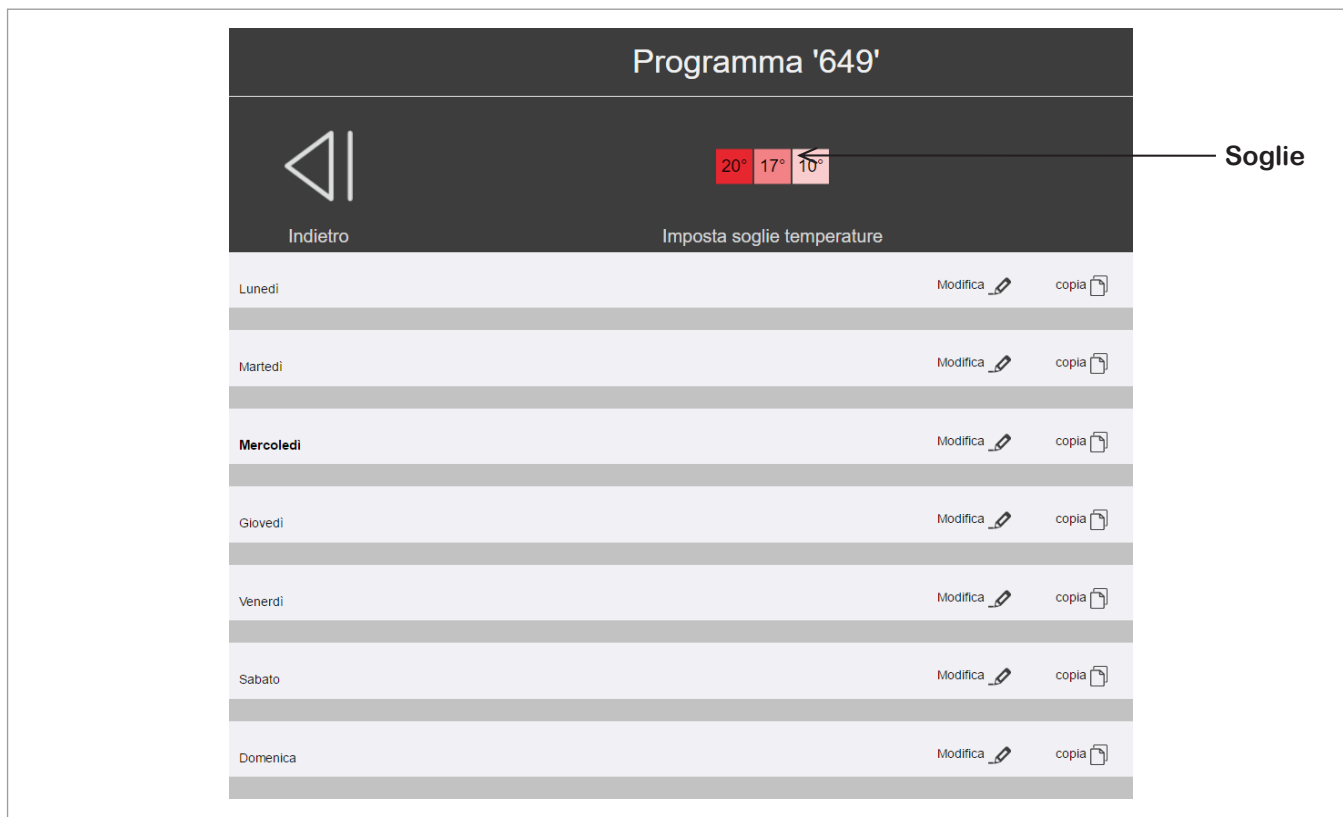 Programma '649'
20° 17° 10°
Soglie
Indietro
Imposta soglie temperature
Lunedì Modifica copia
Martedì Modifica copia
Mercoledì Modifica copia
Giovedì Modifica copia
Venerdì Modifica copia
Sabato Modifica copia
Domenica Modifica copia